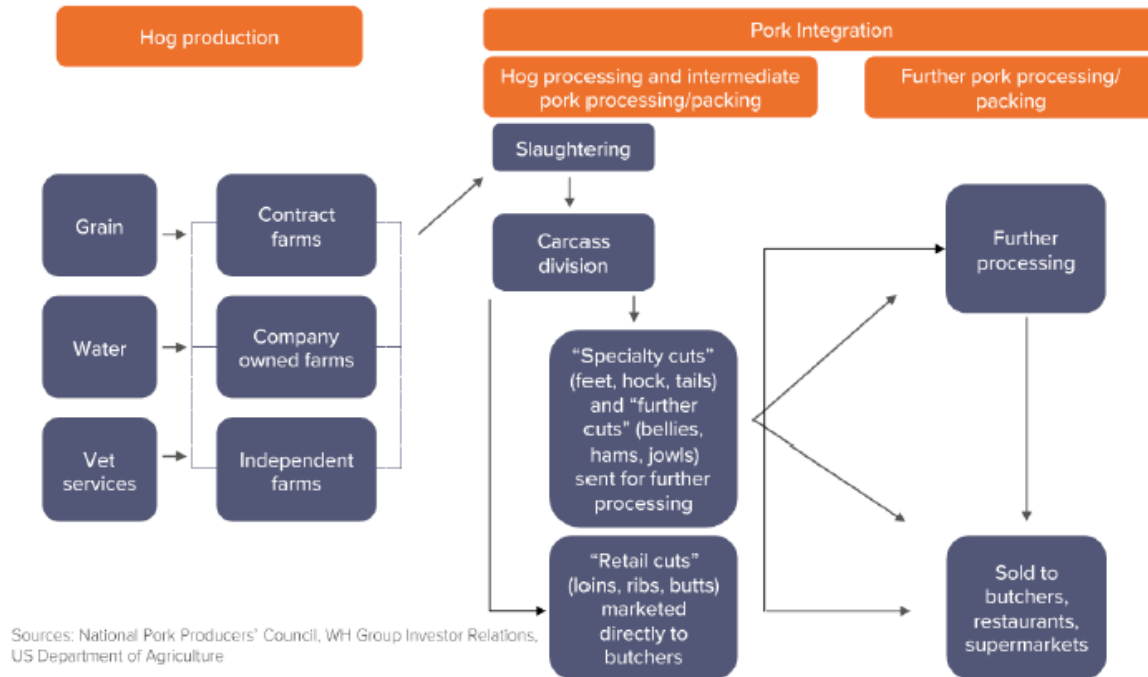 Hog production
Pork Integration
Hog processing and intermediate
pork processing/packing
Further pork processing/
packing
Slaughtering
Grain
Contract
farms
Carcass
division
Further
processing
Water
Company
owned farms
"Specialty cuts"
(feet, hock, tails)
and "further
cuts" (bellies,
hams, jowls)
sent for further
processing
Vet
services
Independent
farms
"Retail cuts"
(loins, ribs, butts)
marketed
directly to
butchers
Sold to
butchers,
restaurants,
supermarkets
Sources: National Pork Producers' Council, WH Group Investor Relations,
US Department of Agriculture